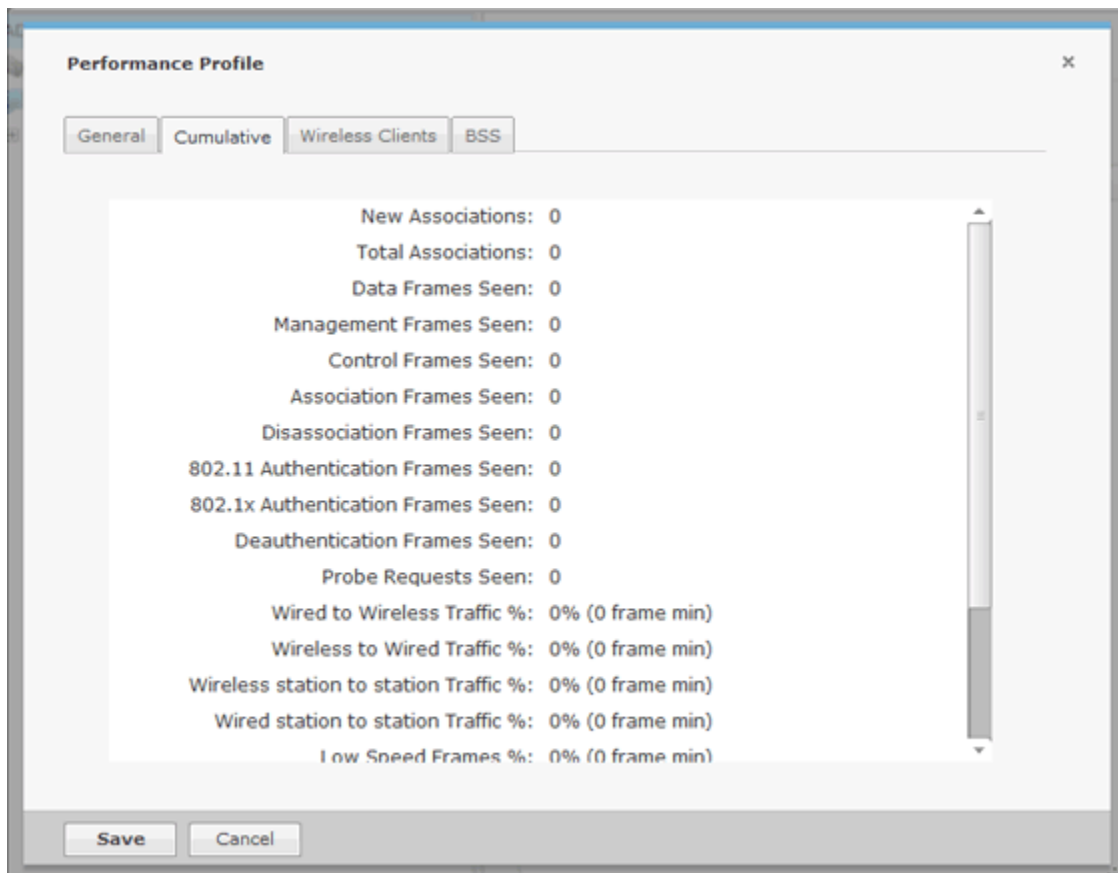 Performance Profile ×
General Cumulative Wireless Clients BSS
New Associations: 0
Total Associations: 0
Data Frames Seen: 0
Management Frames Seen: 0
Control Frames Seen: 0
Association Frames Seen: 0
Disassociation Frames Seen: 0
802.11 Authentication Frames Seen: 0
802.1x Authentication Frames Seen: 0
Deauthentication Frames Seen: 0
Probe Requests Seen: 0
Wired to Wireless Traffic %: 0% (0 frame min)
Wireless to Wired Traffic %: 0% (0 frame min)
Wireless station to station Traffic %: 0% (0 frame min)
Wired station to station Traffic %: 0% (0 frame min)
Low Speed Frames %: 0% (0 frame min)
Save Cancel